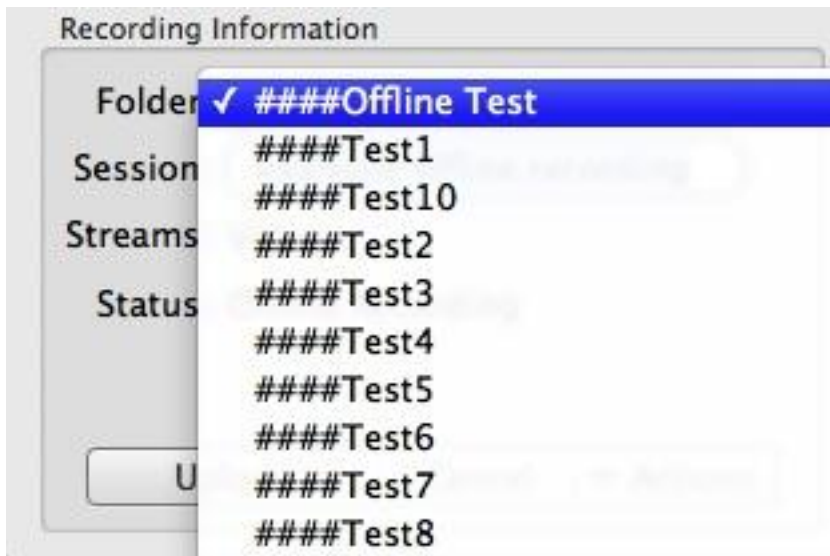 Recording Information
Folder ✓ ####Offline Test
####Test1
Session
####Test10
Streams
####Test2
Status
####Test3
####Test4
####Test5
####Test6
U
####Test7
####Test8